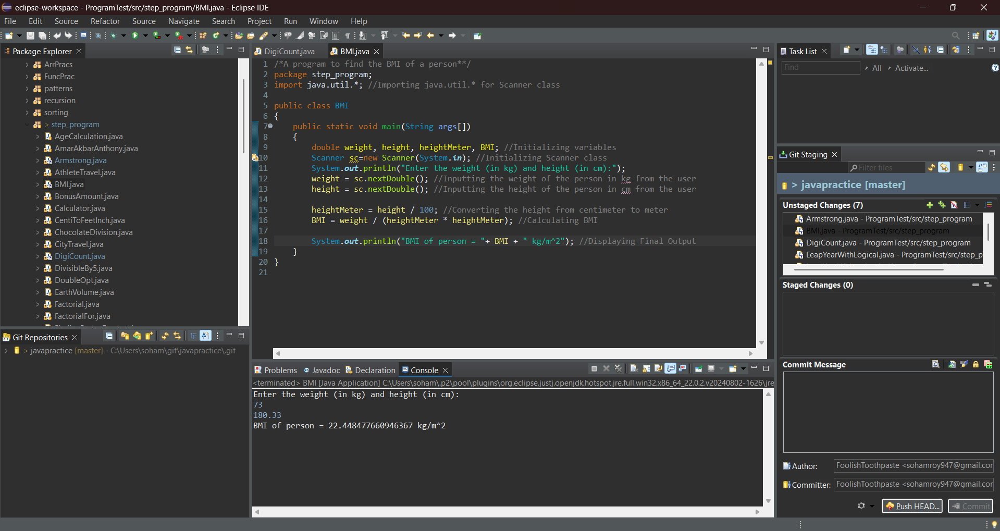 eclipse-workspace - ProgramTest/src/step_program/BMI.java - Eclipse IDE
File Edit Source Refactor Source Navigate Search Project Run Window Help
Package Explorer
ArrPracs
FuncPrac
patterns
recursion
sorting
> step_program
AgeCalculation.java
AmarAkbarAnthony.java
Armstrong.java
AthleteTravel.java
BMI.java
BonusAmount.java
Calculator.java
CentiToFeetInch.java
ChocolateDivision.java
CityTravel.java
DigiCount.java
DivisibleBy5.java
DoubleOpt.java
EarthVolume.java
Factorial.java
FactorialFor.java
Git Repositories
> javapractice [master] - C:\Users\soham\git\javapractice\.git
DigiCount.java BMI.java
1 /*A program to find the BMI of a person**/
2 package step_program;
3 import java.util.*; //Importing java.util.* for Scanner class
4
5 public class BMI
6 {
7 public static void main(String args[])
8 {
9 double weight, height, heightMeter, BMI; //Initializing variables
10 Scanner sc=new Scanner(System.in); //Initializing Scanner class
11 System.out.println("Enter the weight (in kg) and height (in cm):");
12 weight = sc.nextDouble(); //Inputting the weight of the person in kg from the user
13 height = sc.nextDouble(); //Inputting the height of the person in cm from the user
14
15 heightMeter = height / 100; //Converting the height from centimeter to meter
16 BMI = weight / (heightMeter * heightMeter); //Calculating BMI
17
18 System.out.println("BMI of person = "+ BMI + " kg/m^2"); //Displaying Final Output
19 }
20 }
21
Problems Javadoc Declaration Console
<terminated> BMI [Java Application] C:\Users\soham\.p2\pool\plugins\org.eclipse.justj.openjdk.hotspot.jre.full.win32.x86_64_22.0.2.v20240802-1626\jre
Enter the weight (in kg) and height (in cm):
73
180.33
BMI of person = 22.448477660946367 kg/m^2
Task List
Find All Activate...
Git Staging
Filter files
> javapractice [master]
Unstaged Changes (7)
Armstrong.java - ProgramTest/src/step_program
BMI.java - ProgramTest/src/step_program
DigiCount.java - ProgramTest/src/step_program
LeapYearWithLogical.java - ProgramTest/src/step_p
Staged Changes (0)
Commit Message
Author: FoolishToothpaste <sohamroy947@gmail.cor
Committer: FoolishToothpaste <sohamroy947@gmail.cor
Push HEAD... Commit